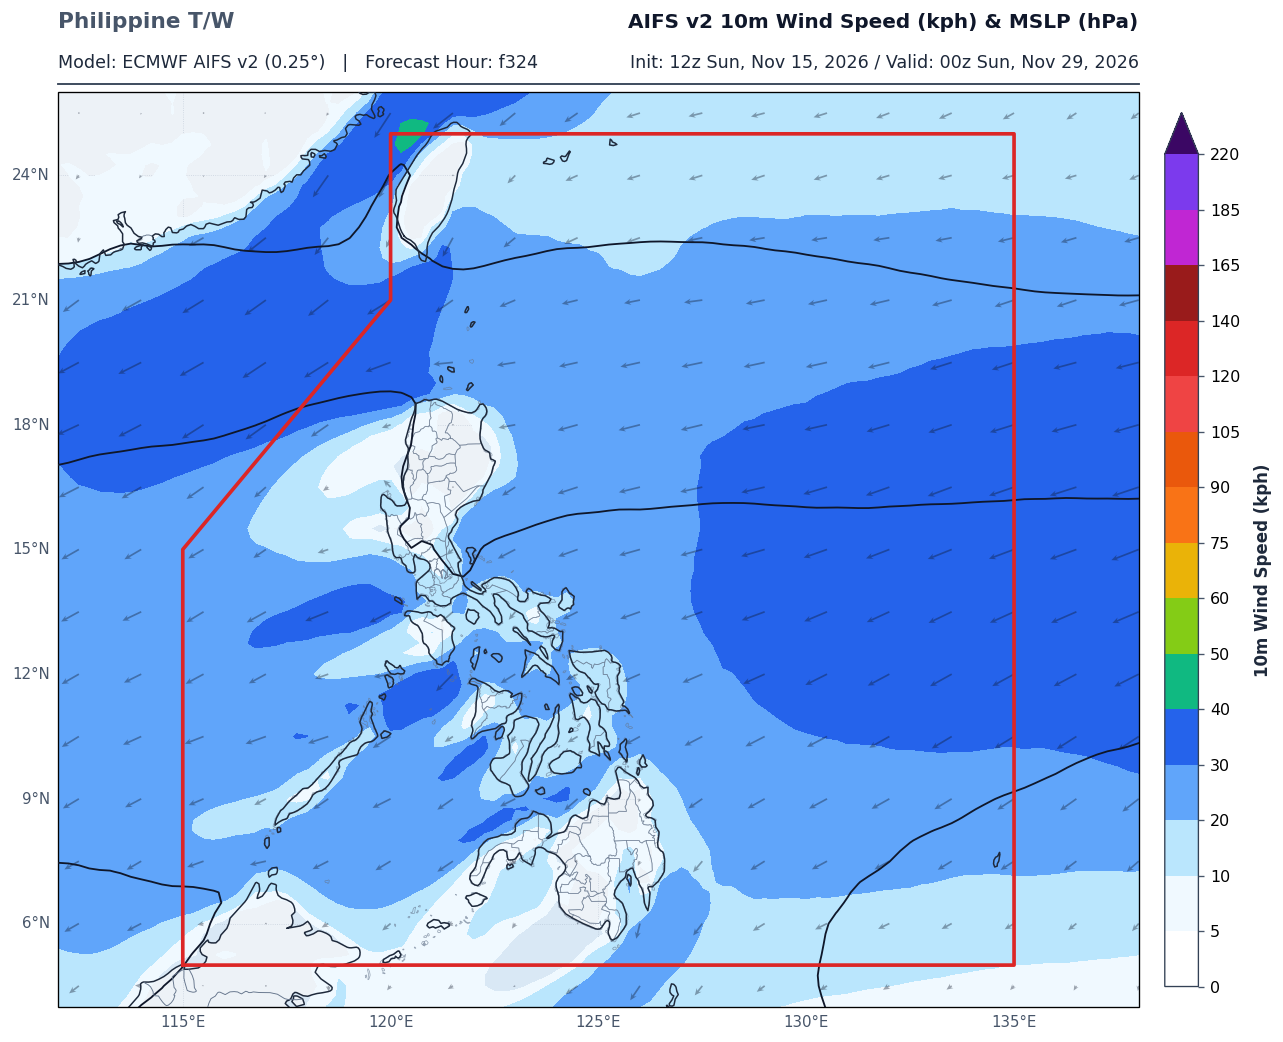 Philippine T/W
AIFS v2 10m Wind Speed (kph) & MSLP (hPa)
Model: ECMWF AIFS v2 (0.25°) | Forecast Hour: f324
Init: 12z Sun, Nov 15, 2026 / Valid: 00z Sun, Nov 29, 2026
24°N
21°N
18°N
15°N
12°N
9°N
6°N
115°E
120°E
125°E
130°E
135°E
220
185
165
140
120
105
90
75
60
50
40
30
20
10
5
0
10m Wind Speed (kph)